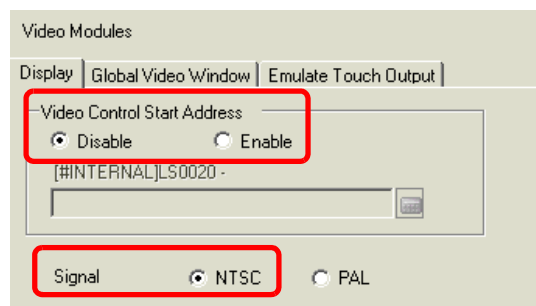 Video Modules
Display Global Video Window Emulate Touch Output
Video Control Start Address
Disable Enable
[#INTERNAL]LS0020 -
Signal NTSC PAL